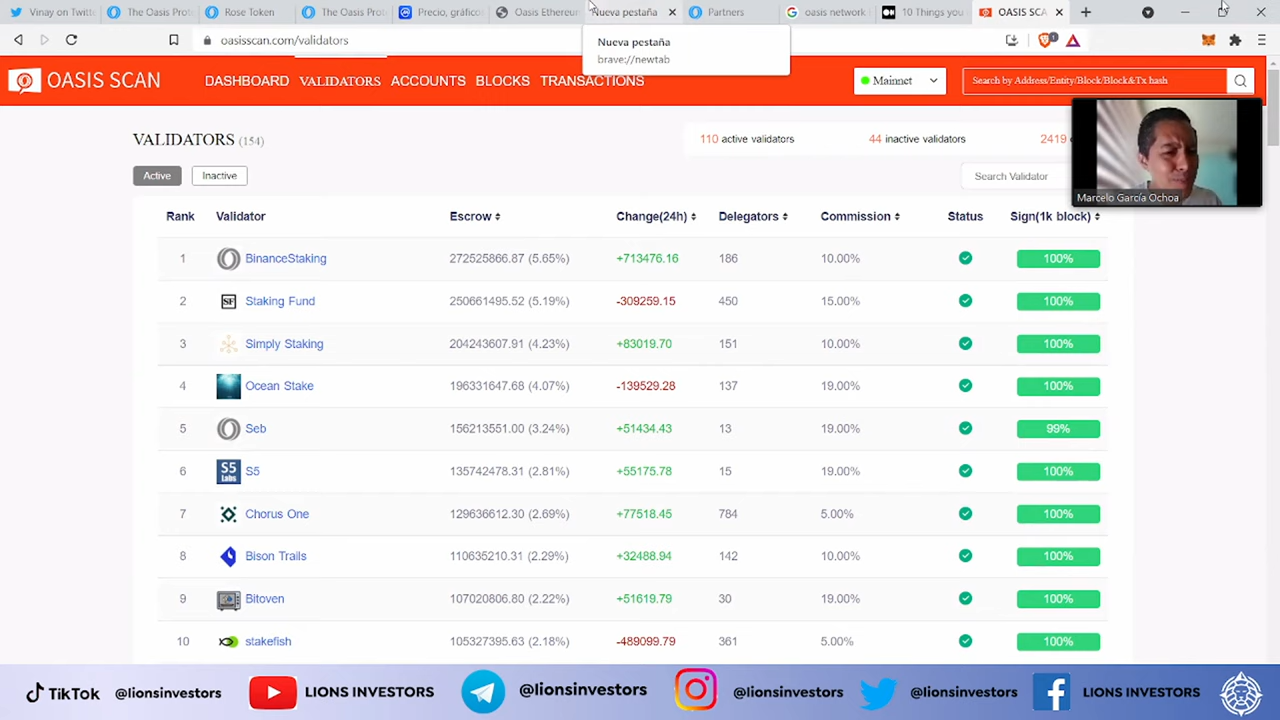 Vinay on Twitte
The Oasis Prot
Rose Token
The Oasis Prot
Precio, gráfico
Oasis Ethereum
Nueva pestaña
Partners
oasis network
10 Things you
OASIS SCA
oasisscan.com/validators
Nueva pestaña
brave://newtab
OASIS SCAN
DASHBOARD VALIDATORS ACCOUNTS BLOCKS TRANSACTIONS
Mainnet
Search by Address/Entity/Block/Block&Tx hash
VALIDATORS (154)
110 active validators
44 inactive validators
2419
Marcelo García Ochoa
Active
Inactive
Search Validator
Rank Validator Escrow Change(24h) Delegators Commission Status Sign(1k block)
1 BinanceStaking 272525866.87 (5.65%) +713476.16 186 10.00% 100%
2 SF Staking Fund 250661495.52 (5.19%) -309259.15 450 15.00% 100%
3 Simply Staking 204243607.91 (4.23%) +83019.70 151 10.00% 100%
4 Ocean Stake 196331647.68 (4.07%) -139529.28 137 19.00% 100%
5 Seb 156213551.00 (3.24%) +51434.43 13 19.00% 99%
6 S5 Labs S5 135742478.31 (2.81%) +55175.78 15 19.00% 100%
7 Chorus One 129636612.30 (2.69%) +77518.45 784 5.00% 100%
8 Bison Trails 110635210.31 (2.29%) +32488.94 142 10.00% 100%
9 Bitoven 107020806.80 (2.22%) +51619.79 30 19.00% 100%
10 stakefish 105327395.63 (2.18%) -489099.79 361 5.00% 100%
TikTok @lionsinvestors
LIONS INVESTORS
@lionsinvestors
@lionsinvestors
@lionsinvestors
LIONS INVESTORS